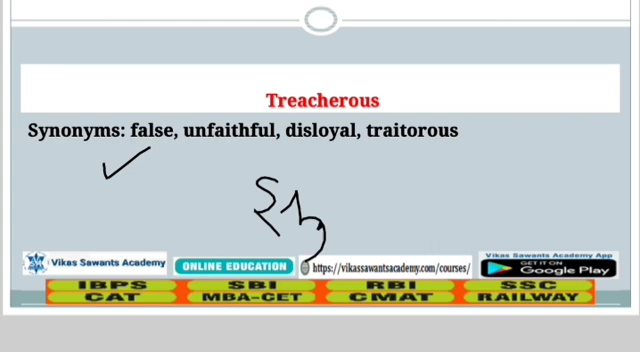 Treacherous
Synonyms: false, unfaithful, disloyal, traitorous
Vikas Sawants Academy
ONLINE EDUCATION
https://vikassawantsacademy.com/courses/
Vikas Sawants Academy App
GET IT ON
Google Play
IBPS SBI RBI SSC
CAT MBA-CET CMAT RAILWAY